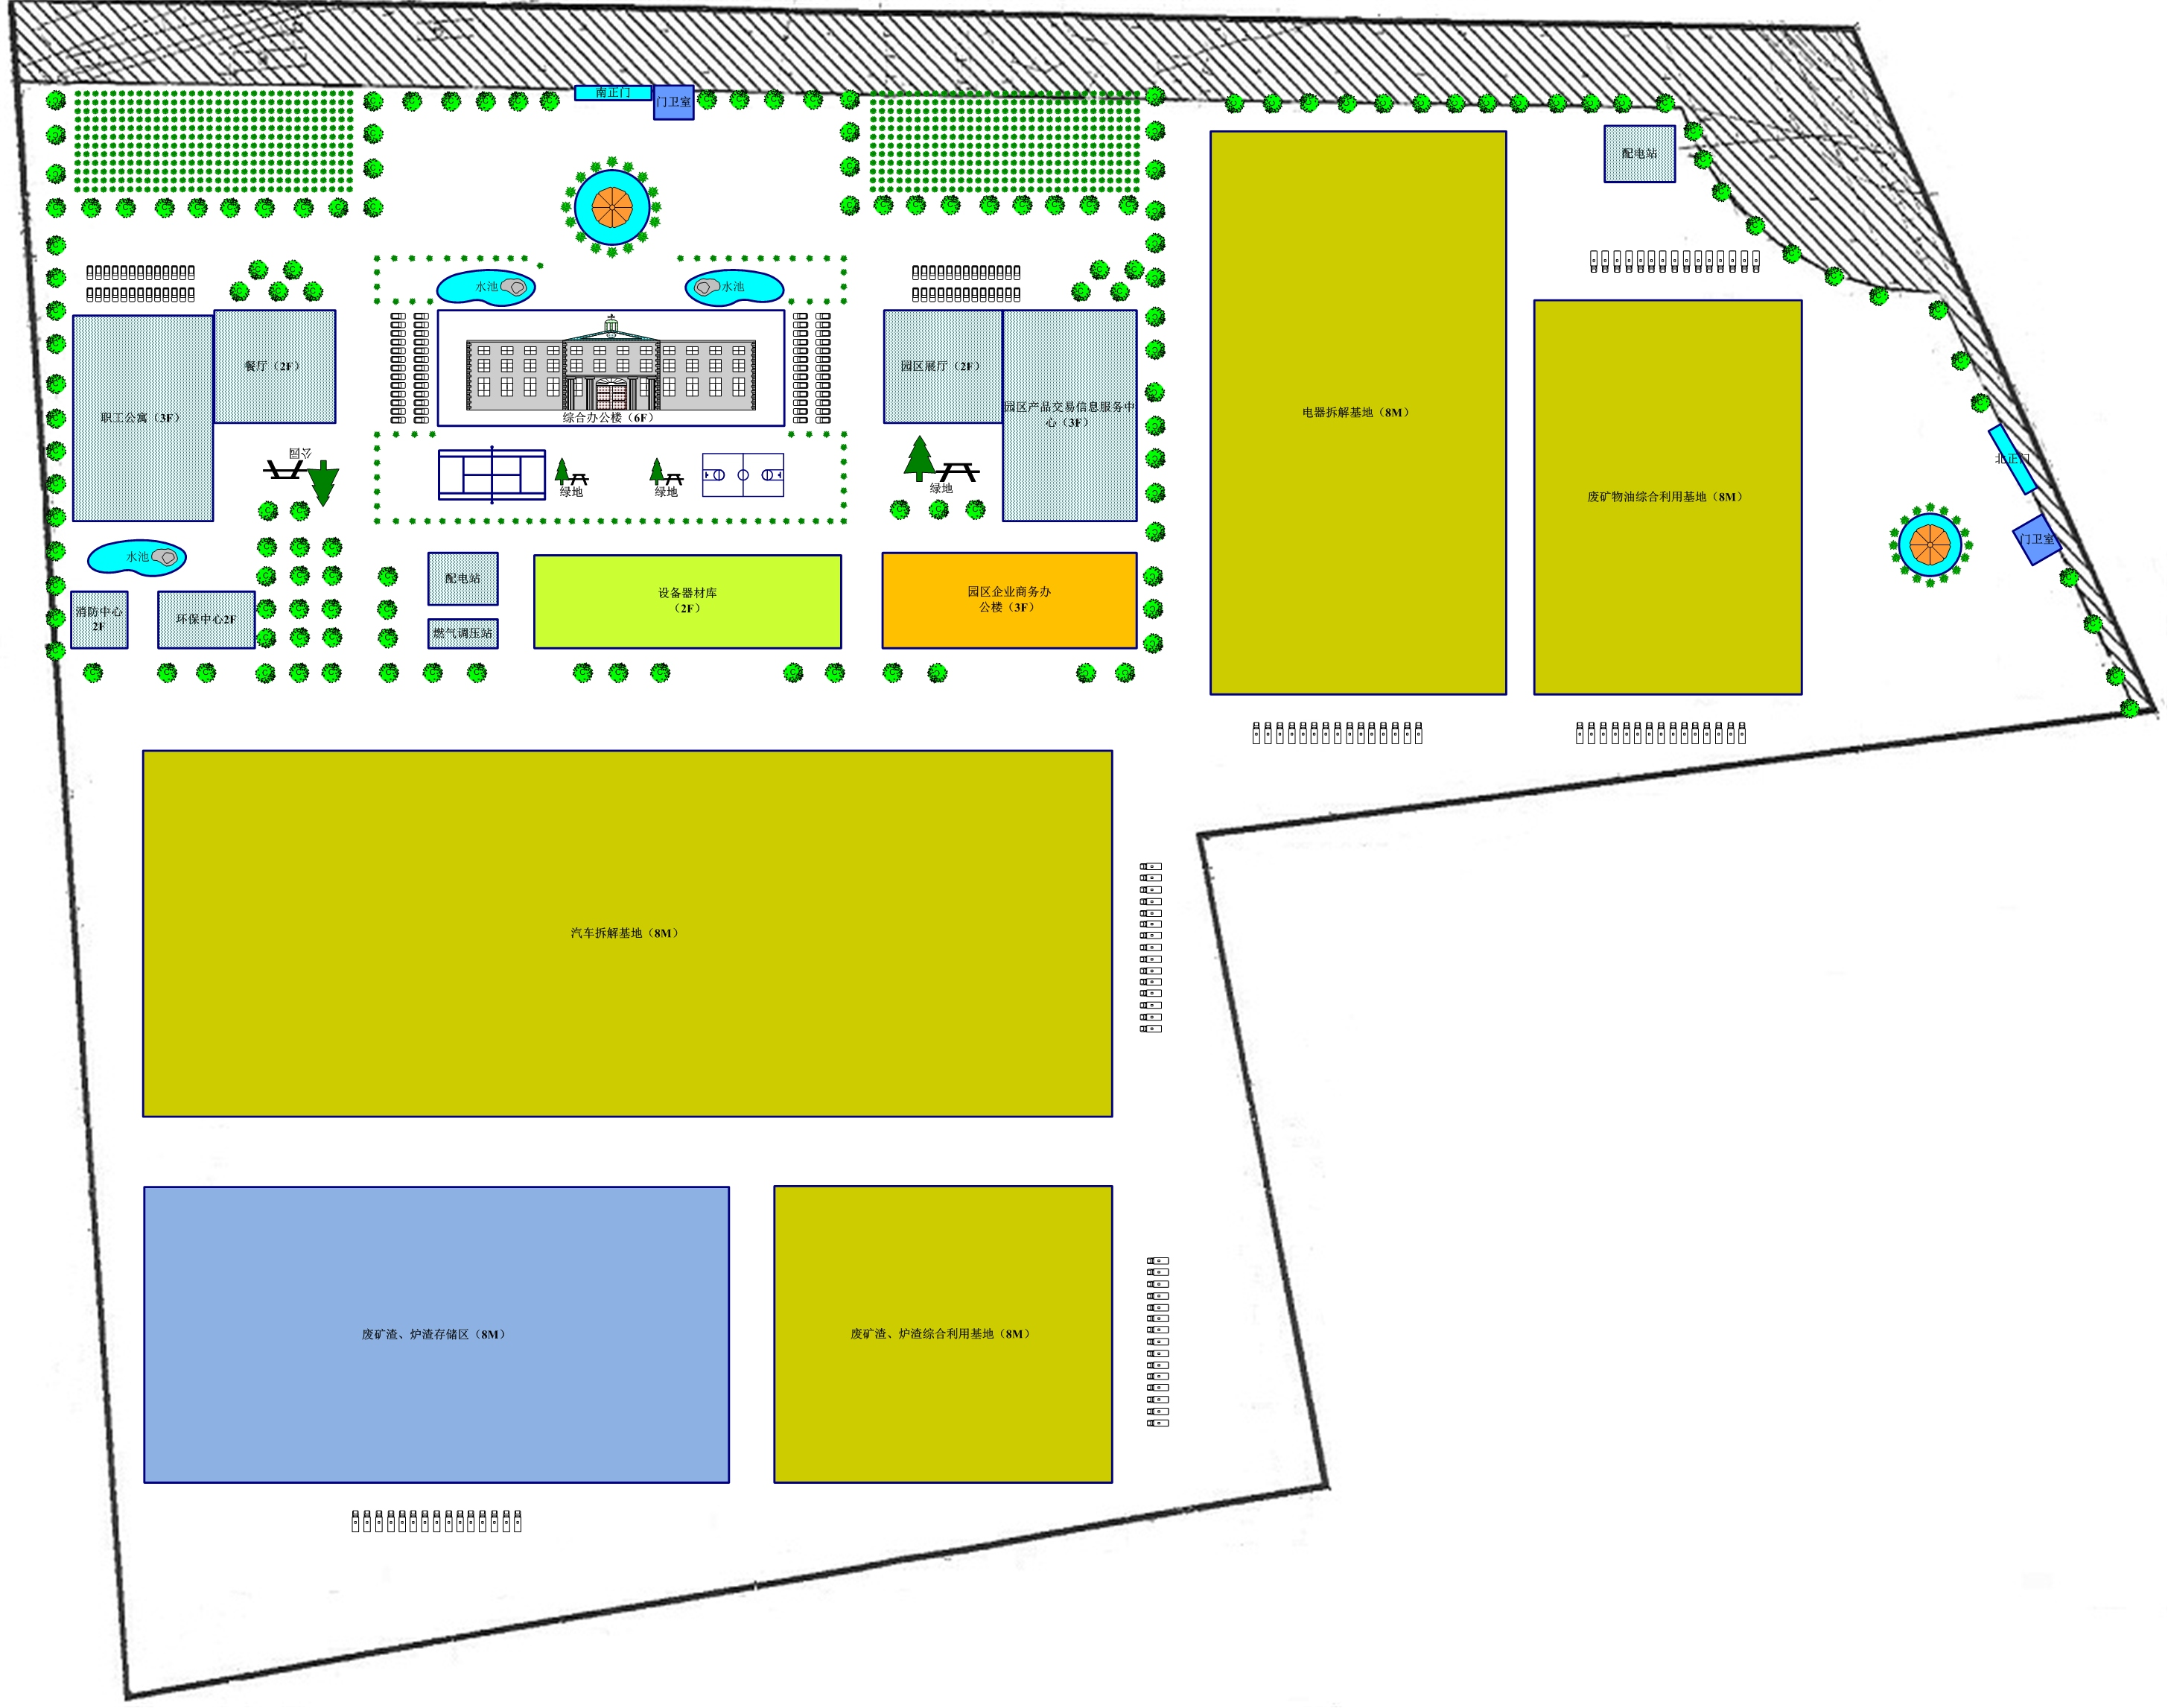 南正门
门卫室
配电站
水池
水池
餐厅（2F）
职工公寓（3F）
综合办公楼（6F）
园区展厅（2F）
园区产品交易信息服务中
心（3F）
电器拆解基地（8M）
废矿物油综合利用基地（8M）
北正门
门卫室
公园
绿地
绿地
绿地
水池
消防中心
2F
环保中心2F
配电站
燃气调压站
设备器材库
（2F）
园区企业商务办
公楼（3F）
汽车拆解基地（8M）
废矿渣、炉渣存储区（8M）
废矿渣、炉渣综合利用基地（8M）